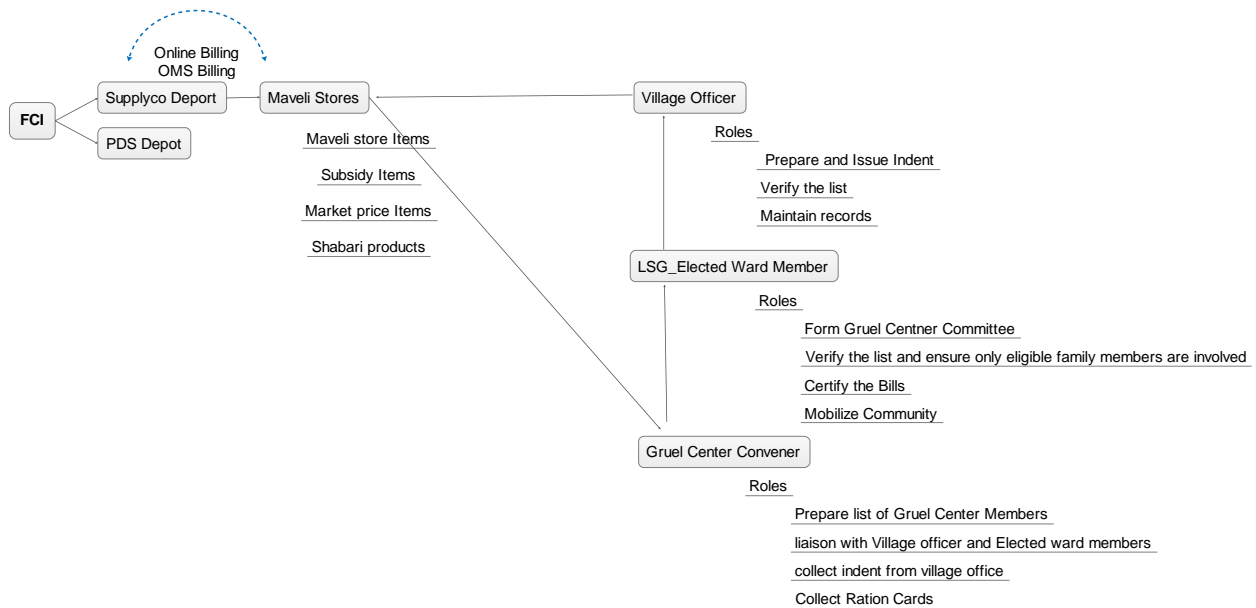 Online Billing
OMS Billing
FCI
Supplyco Deport
Maveli Stores
Village Officer
PDS Depot
Maveli store Items
Subsidy Items
Market price Items
Shabari products
Roles
Prepare and Issue Indent
Verify the list
Maintain records
LSG_Elected Ward Member
Roles
Form Gruel Centner Committee
Verify the list and ensure only eligible family members are involved
Certify the Bills
Mobilize Community
Gruel Center Convener
Roles
Prepare list of Gruel Center Members
liaison with Village officer and Elected ward members
collect indent from village office
Collect Ration Cards